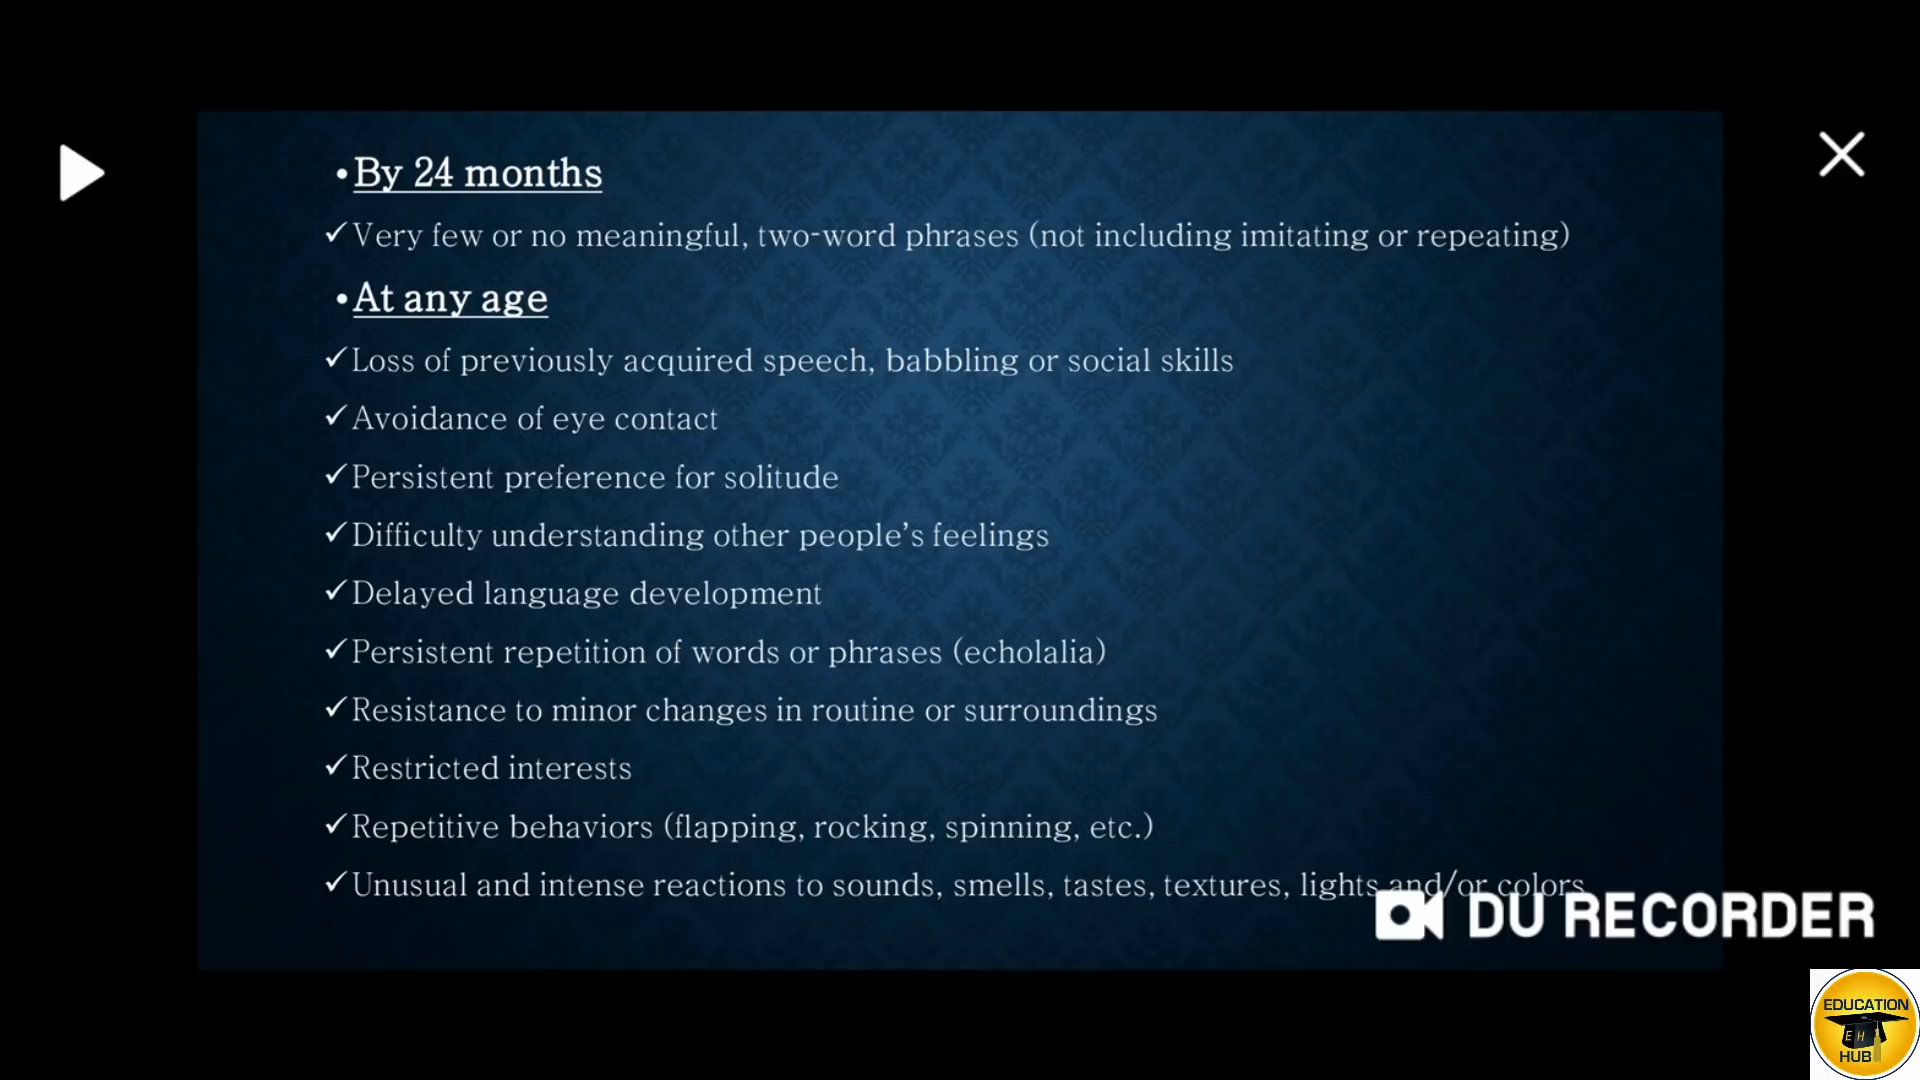 •By 24 months
✓Very few or no meaningful, two-word phrases (not including imitating or repeating)
•At any age
✓Loss of previously acquired speech, babbling or social skills
✓Avoidance of eye contact
✓Persistent preference for solitude
✓Difficulty understanding other people's feelings
✓Delayed language development
✓Persistent repetition of words or phrases (echolalia)
✓Resistance to minor changes in routine or surroundings
✓Restricted interests
✓Repetitive behaviors (flapping, rocking, spinning, etc.)
✓Unusual and intense reactions to sounds, smells, tastes, textures, lights and/or colors
DU RECORDER
EDUCATION
E H
HUB